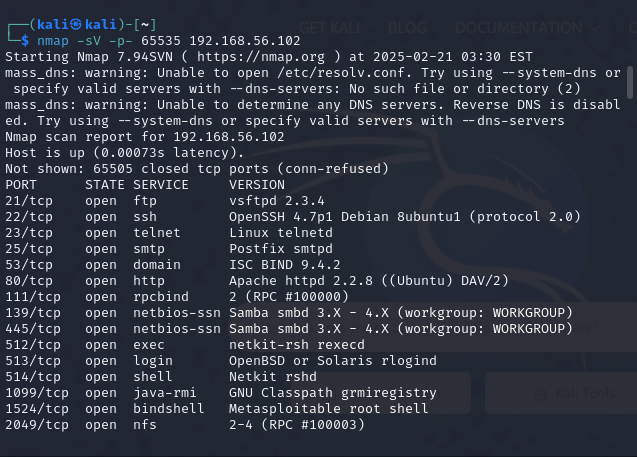 GET KALI BLOG DOCUMENTATION
┌──(kali㉿kali)-[~]
└─$ nmap -sV -p- 65535 192.168.56.102
Starting Nmap 7.94SVN ( https://nmap.org ) at 2025-02-21 03:30 EST
mass_dns: warning: Unable to open /etc/resolv.conf. Try using --system-dns or
specify valid servers with --dns-servers: No such file or directory (2)
mass_dns: warning: Unable to determine any DNS servers. Reverse DNS is disabl
ed. Try using --system-dns or specify valid servers with --dns-servers
Nmap scan report for 192.168.56.102
Host is up (0.00073s latency).
Not shown: 65505 closed tcp ports (conn-refused)
PORT     STATE SERVICE     VERSION
21/tcp   open  ftp         vsftpd 2.3.4
22/tcp   open  ssh         OpenSSH 4.7p1 Debian 8ubuntu1 (protocol 2.0)
23/tcp   open  telnet      Linux telnetd
25/tcp   open  smtp        Postfix smtpd
53/tcp   open  domain      ISC BIND 9.4.2
80/tcp   open  http        Apache httpd 2.2.8 ((Ubuntu) DAV/2)
111/tcp  open  rpcbind     2 (RPC #100000)
139/tcp  open  netbios-ssn Samba smbd 3.X - 4.X (workgroup: WORKGROUP)
445/tcp  open  netbios-ssn Samba smbd 3.X - 4.X (workgroup: WORKGROUP)
512/tcp  open  exec        netkit-rsh rexecd
513/tcp  open  login       OpenBSD or Solaris rlogind
514/tcp  open  shell       Netkit rshd
1099/tcp open  java-rmi    GNU Classpath grmiregistry
Kali Tools
1524/tcp open  bindshell   Metasploitable root shell
2049/tcp open  nfs         2-4 (RPC #100003)